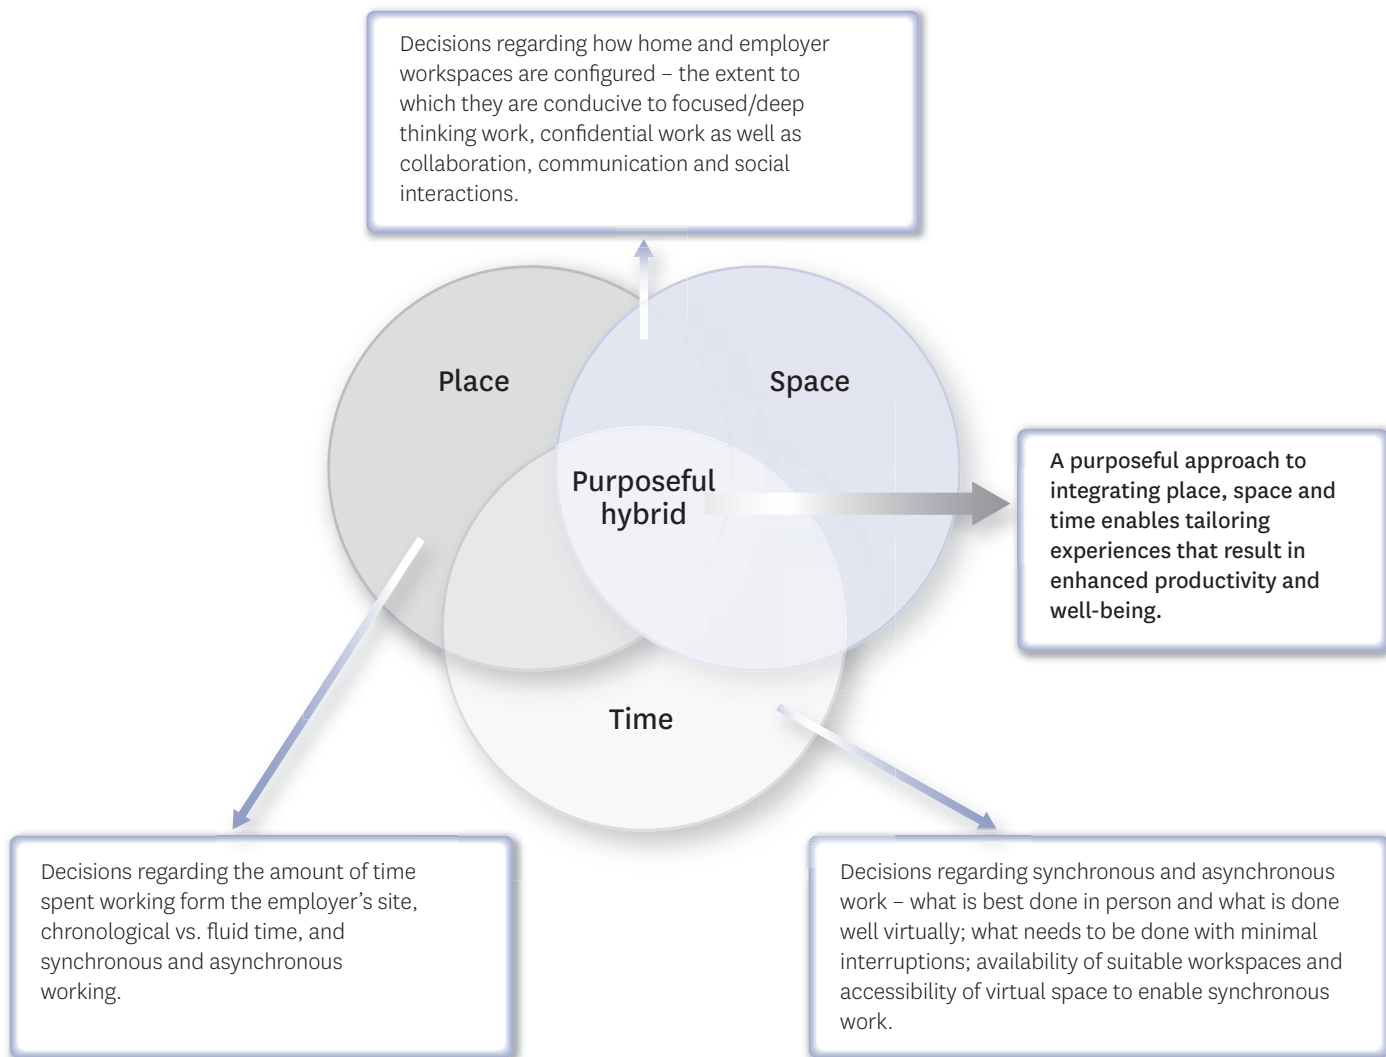 Decisions regarding how home and employer
workspaces are configured – the extent to
which they are conducive to focused/deep
thinking work, confidential work as well as
collaboration, communication and social
interactions.
Place
Space
Purposeful
hybrid
A purposeful approach to
integrating place, space and
time enables tailoring
experiences that result in
enhanced productivity and
well-being.
Time
Decisions regarding the amount of time
spent working form the employer’s site,
chronological vs. fluid time, and
synchronous and asynchronous
working.
Decisions regarding synchronous and asynchronous
work – what is best done in person and what is done
well virtually; what needs to be done with minimal
interruptions; availability of suitable workspaces and
accessibility of virtual space to enable synchronous
work.